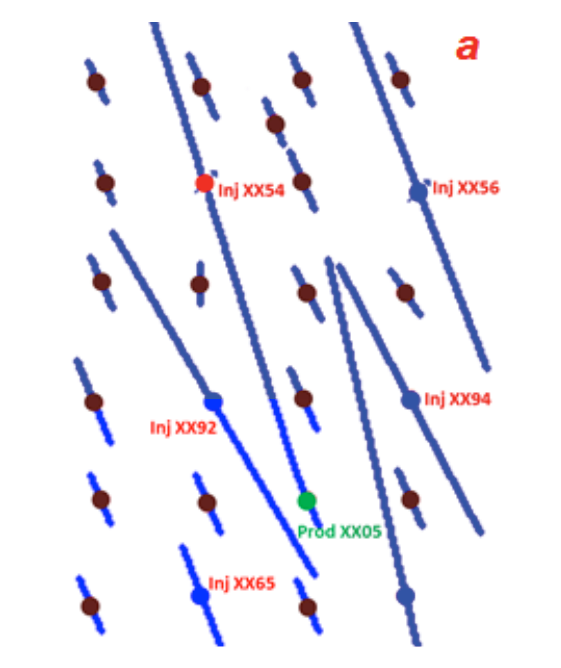 a
Inj XX54
Inj XX56
Inj XX94
Inj XX92
Prod XX05
Inj XX65